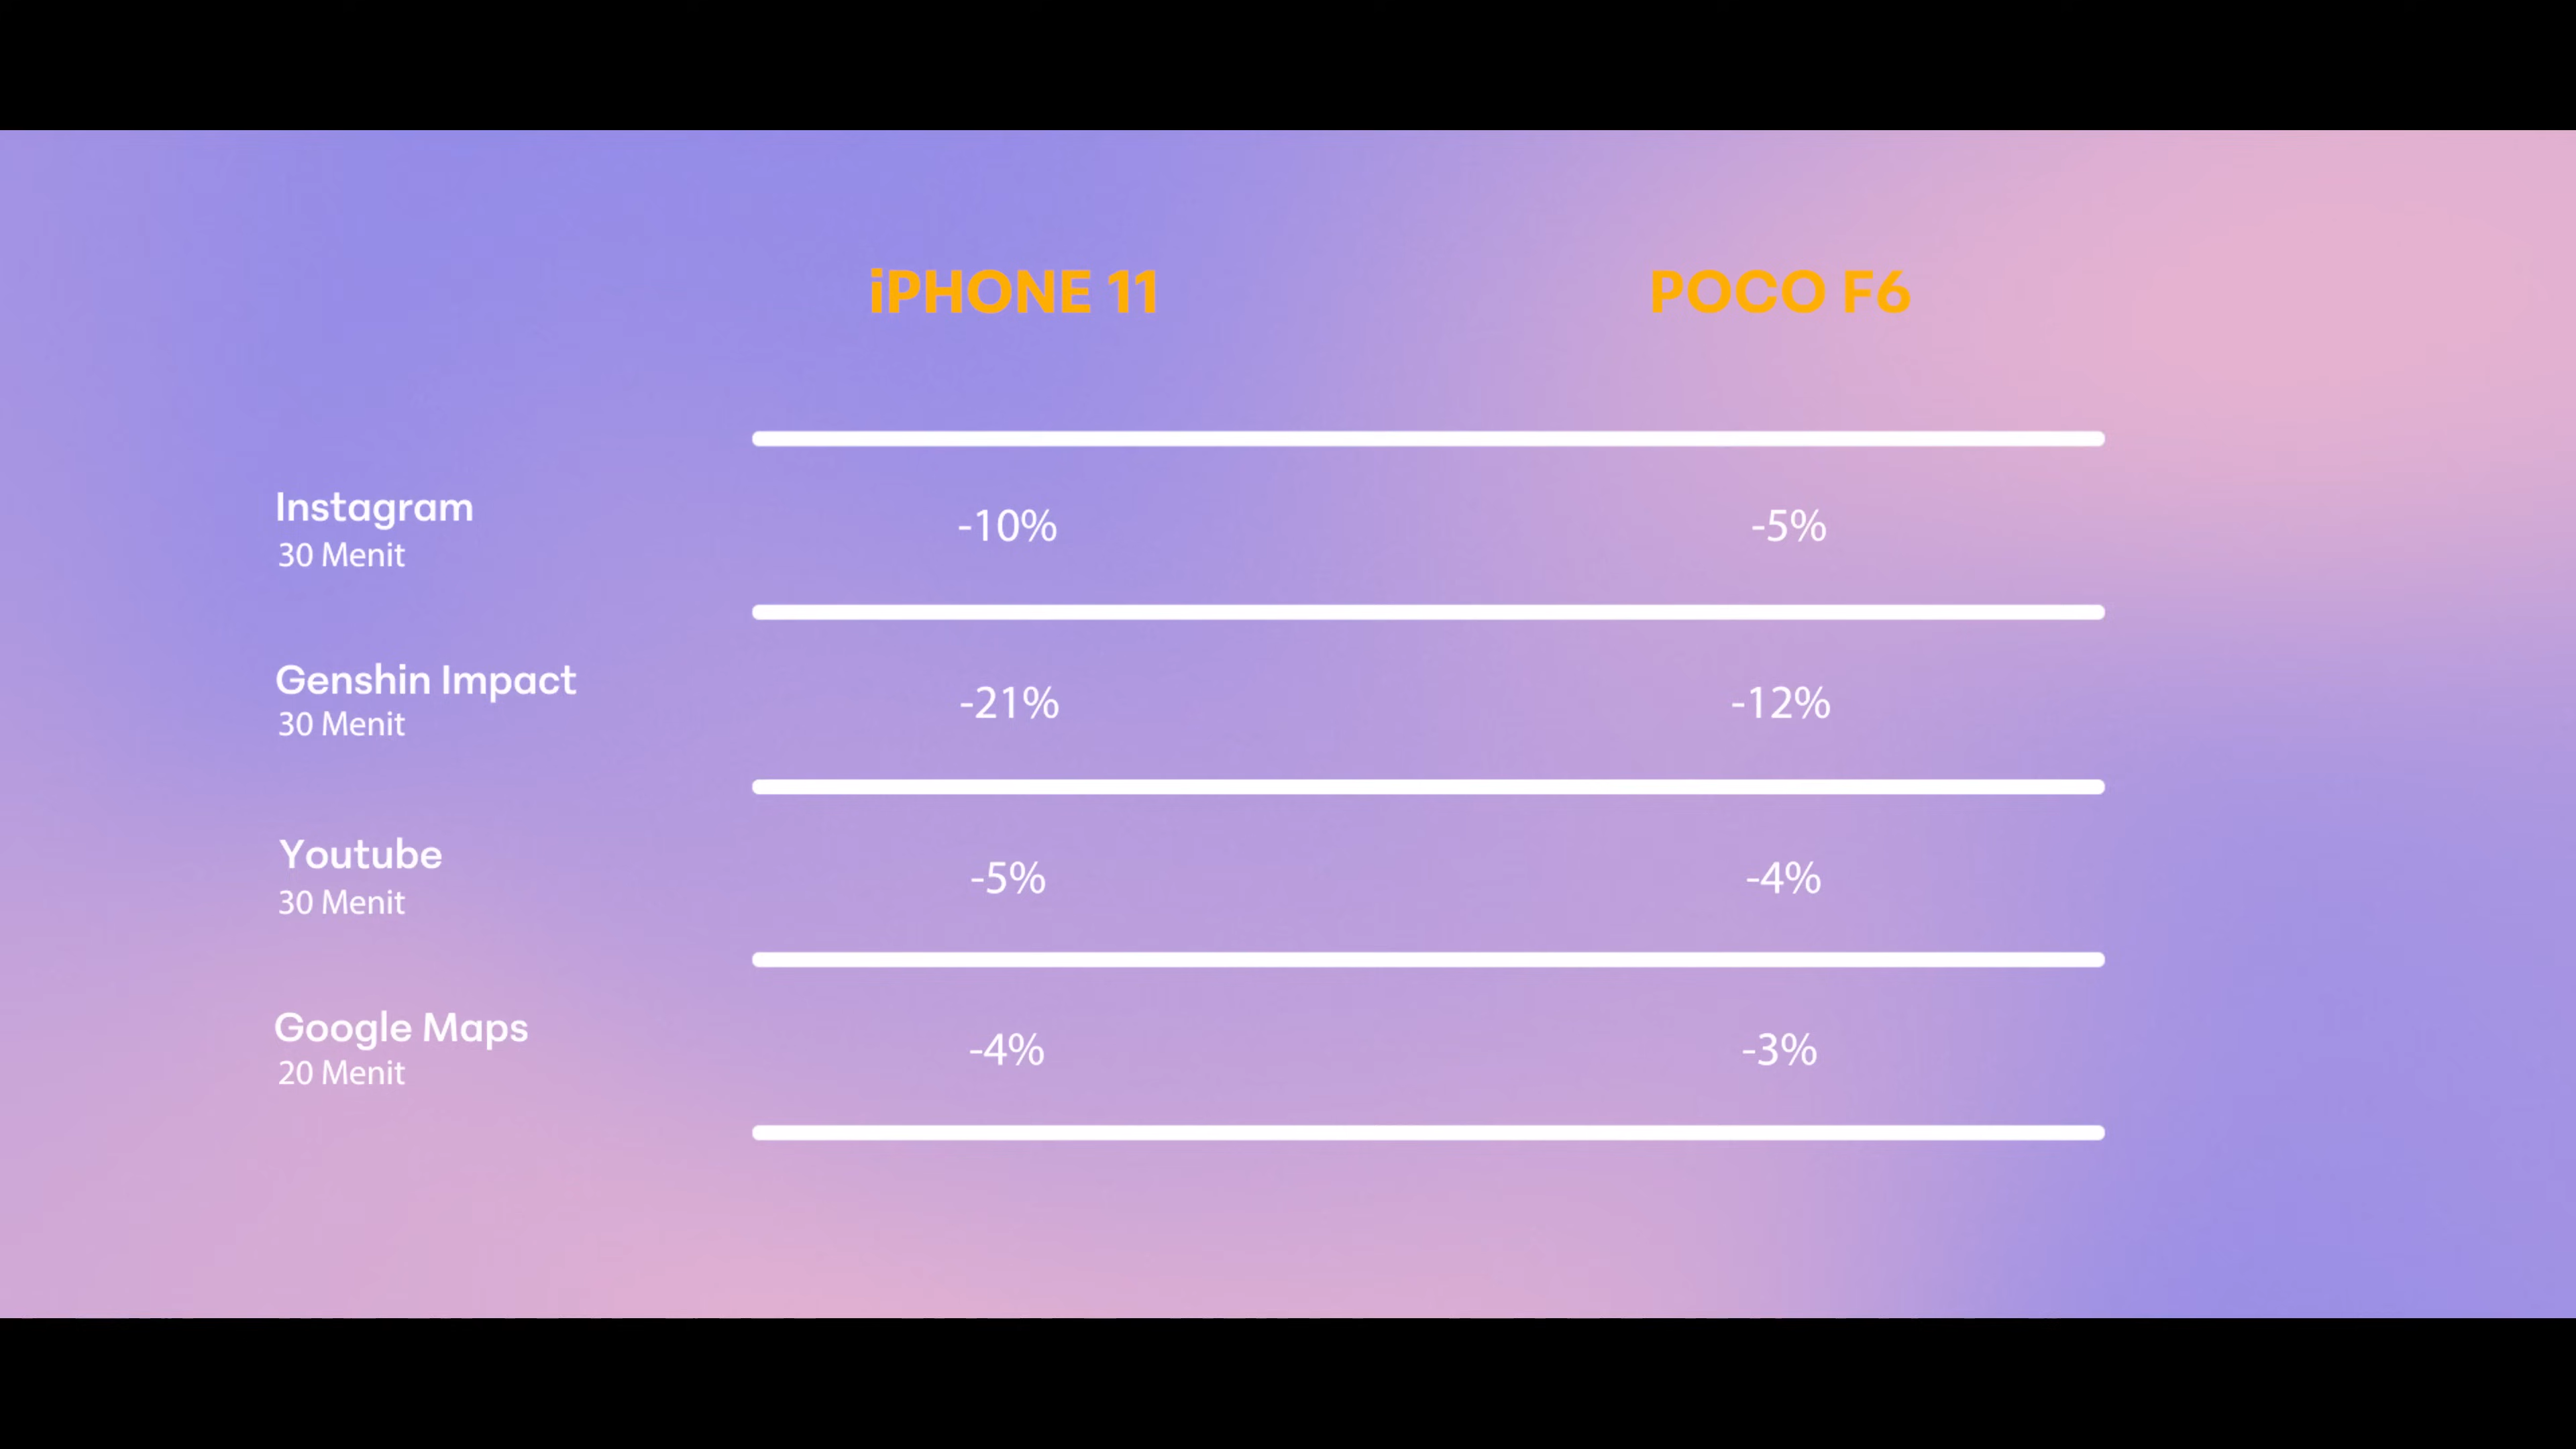 iPHONE 11 POCO F6
Instagram
30 Menit
-10% -5%
Genshin Impact
30 Menit
-21% -12%
Youtube
30 Menit
-5% -4%
Google Maps
20 Menit
-4% -3%